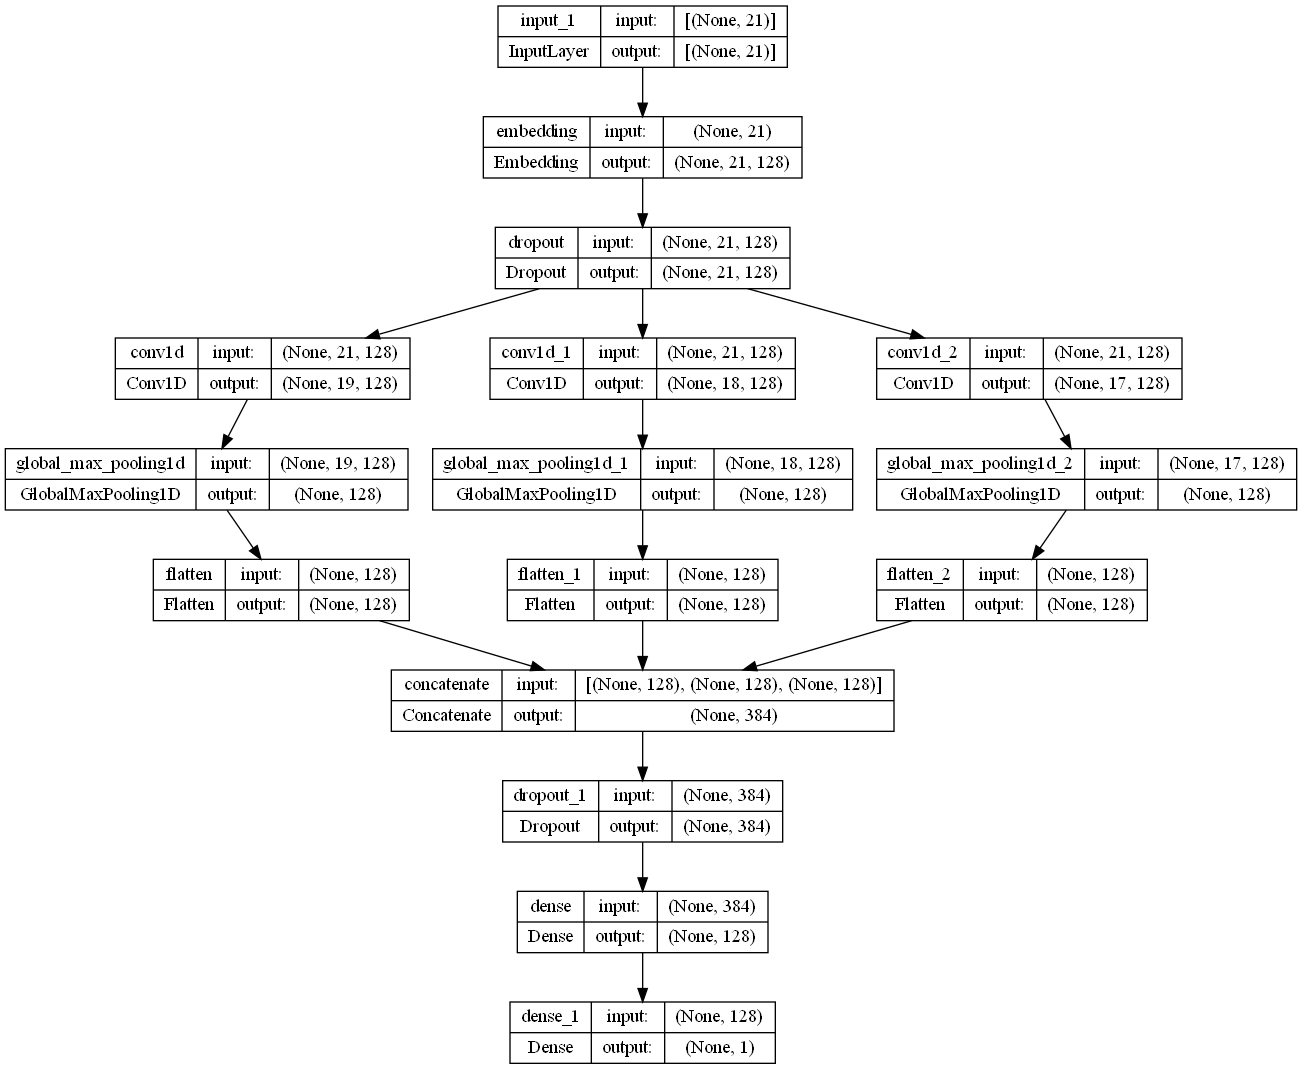 input_1 input: [(None, 21)]
InputLayer output: [(None, 21)]
embedding input: (None, 21)
Embedding output: (None, 21, 128)
dropout input: (None, 21, 128)
Dropout output: (None, 21, 128)
conv1d input: (None, 21, 128)
Conv1D output: (None, 19, 128)
conv1d_1 input: (None, 21, 128)
Conv1D output: (None, 18, 128)
conv1d_2 input: (None, 21, 128)
Conv1D output: (None, 17, 128)
global_max_pooling1d input: (None, 19, 128)
GlobalMaxPooling1D output: (None, 128)
global_max_pooling1d_1 input: (None, 18, 128)
GlobalMaxPooling1D output: (None, 128)
global_max_pooling1d_2 input: (None, 17, 128)
GlobalMaxPooling1D output: (None, 128)
flatten input: (None, 128)
Flatten output: (None, 128)
flatten_1 input: (None, 128)
Flatten output: (None, 128)
flatten_2 input: (None, 128)
Flatten output: (None, 128)
concatenate input: [(None, 128), (None, 128), (None, 128)]
Concatenate output: (None, 384)
dropout_1 input: (None, 384)
Dropout output: (None, 384)
dense input: (None, 384)
Dense output: (None, 128)
dense_1 input: (None, 128)
Dense output: (None, 1)